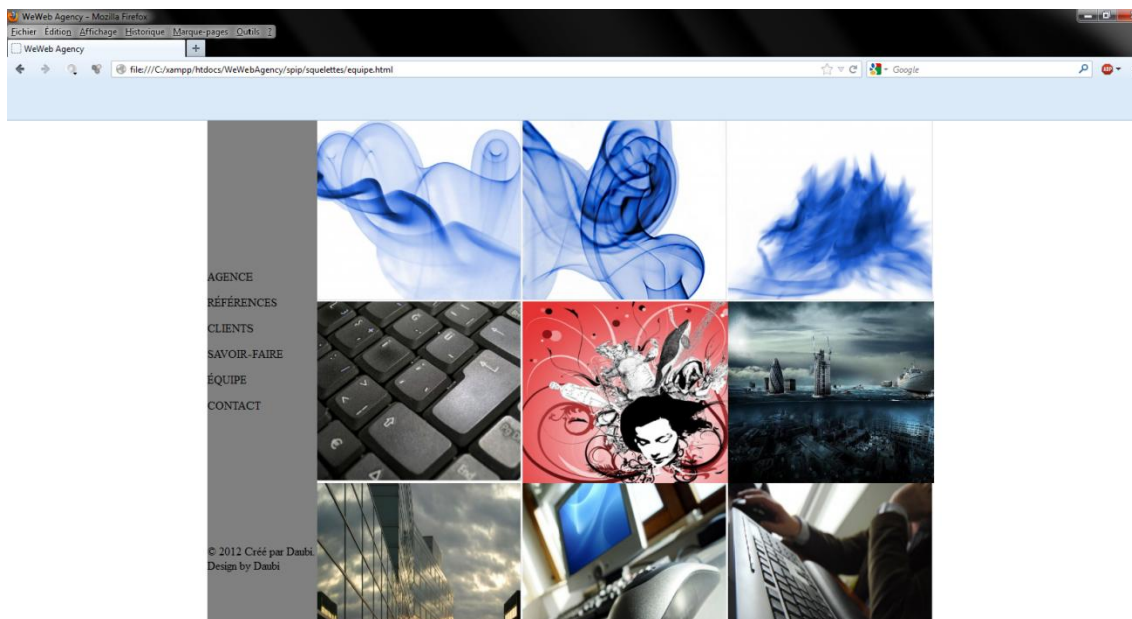 WeWeb Agency - Mozilla Firefox
Fichier Édition Affichage Historique Marque-pages Outils ?
WeWeb Agency +
file:///C:/xampp/htdocs/WeWebAgency/spip/squelettes/equipe.html Google ABP
AGENCE
RÉFÉRENCES
CLIENTS
SAVOIR-FAIRE
ÉQUIPE
CONTACT
© 2012 Créé par Daubi.
Design by Daubi